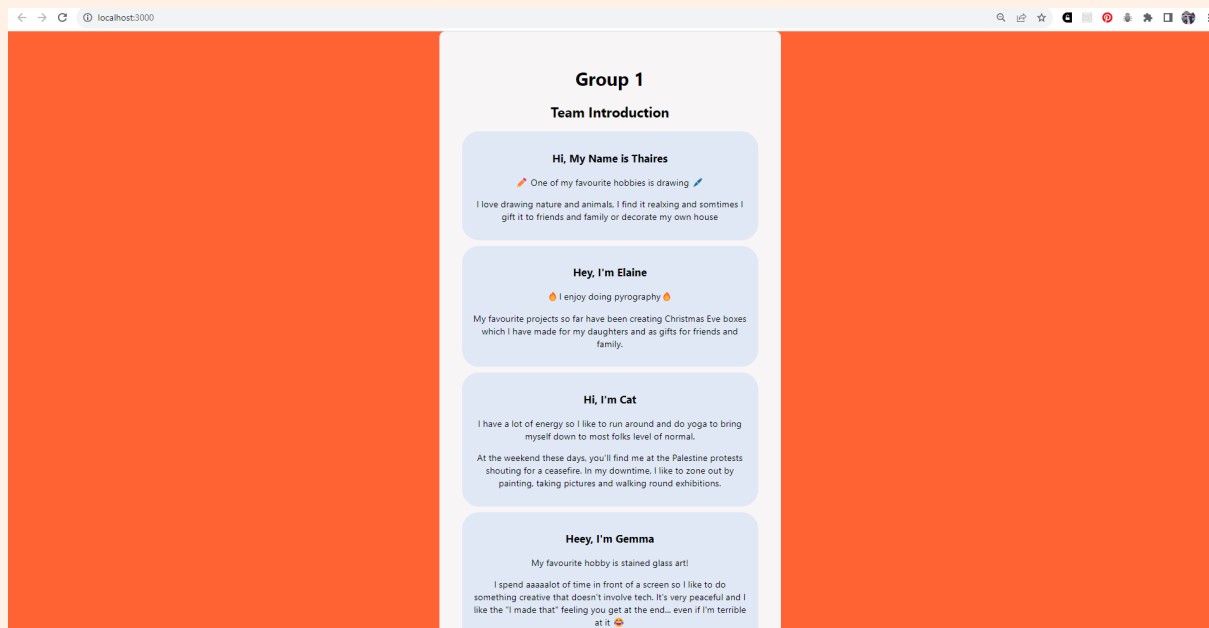 localhost:3000
Group 1
Team Introduction
Hi, My Name is Thaires
✏️ One of my favourite hobbies is drawing 🖊️
I love drawing nature and animals, I find it realxing and somtimes I
gift it to friends and family or decorate my own house
Hey, I'm Elaine
🔥 I enjoy doing pyrography 🔥
My favourite projects so far have been creating Christmas Eve boxes
which I have made for my daughters and as gifts for friends and
family.
Hi, I'm Cat
I have a lot of energy so I like to run around and do yoga to bring
myself down to most folks level of normal.
At the weekend these days, you'll find me at the Palestine protests
shouting for a ceasefire. In my downtime, I like to zone out by
painting, taking pictures and walking round exhibitions.
Heey, I'm Gemma
My favourite hobby is stained glass art!
I spend aaaaalot of time in front of a screen so I like to do
something creative that doesn't involve tech. It's very peaceful and I
like the "I made that" feeling you get at the end... even if I'm terrible
at it 😂